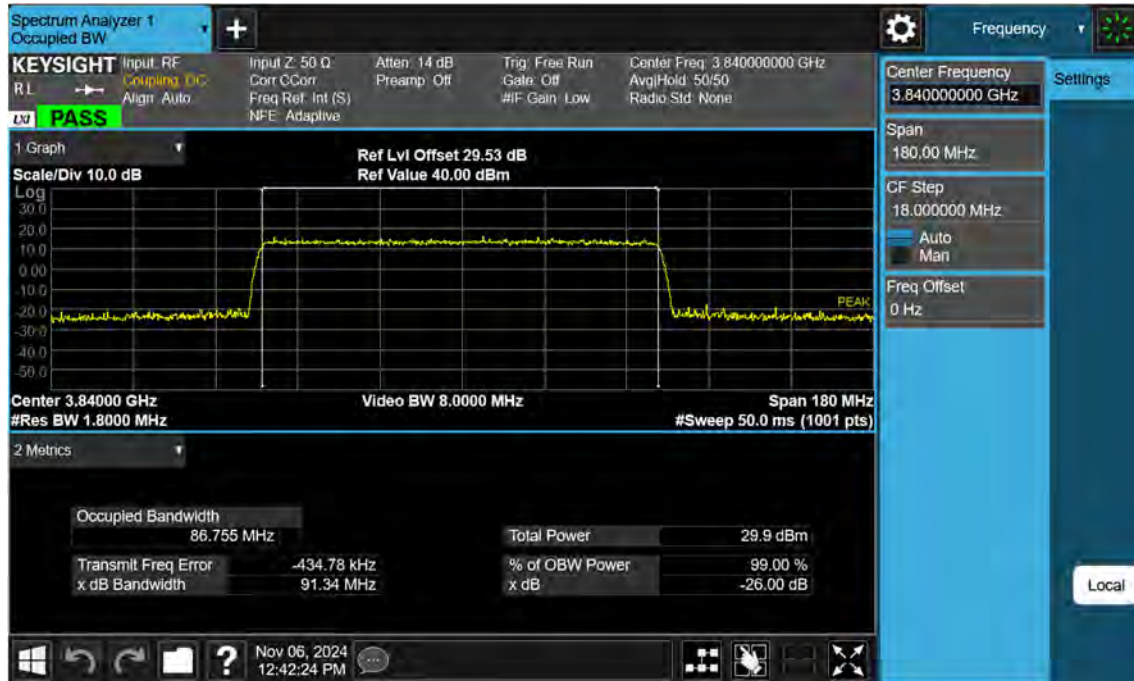 Spectrum Analyzer 1
Occupied BW
+
Frequency
KEYSIGHT
RL
LXI PASS
Input: RF
Coupling: DC
Align: Auto
Input Z: 50 Ω
Corr CCorr
Freq Ref: Int (S)
NFE: Adaptive
Atten: 14 dB
Preamp: Off
Trig: Free Run
Gate: Off
#IF Gain: Low
Center Freq: 3.840000000 GHz
Avg|Hold: 50/50
Radio Std: None
Center Frequency
3.840000000 GHz
Settings
Span
180.00 MHz
CF Step
18.000000 MHz
Auto
Man
Freq Offset
0 Hz
1 Graph
Scale/Div 10.0 dB
Ref Lvl Offset 29.53 dB
Ref Value 40.00 dBm
Log
30.0
20.0
10.0
0.00
-10.0
-20.0
-30.0
-40.0
-50.0
PEAK
Center 3.84000 GHz
#Res BW 1.8000 MHz
Video BW 8.0000 MHz
Span 180 MHz
#Sweep 50.0 ms (1001 pts)
2 Metrics
Occupied Bandwidth
86.755 MHz
Transmit Freq Error -434.78 kHz
x dB Bandwidth 91.34 MHz
Total Power 29.9 dBm
% of OBW Power 99.00 %
x dB -26.00 dB
Local
?
Nov 06, 2024
12:42:24 PM